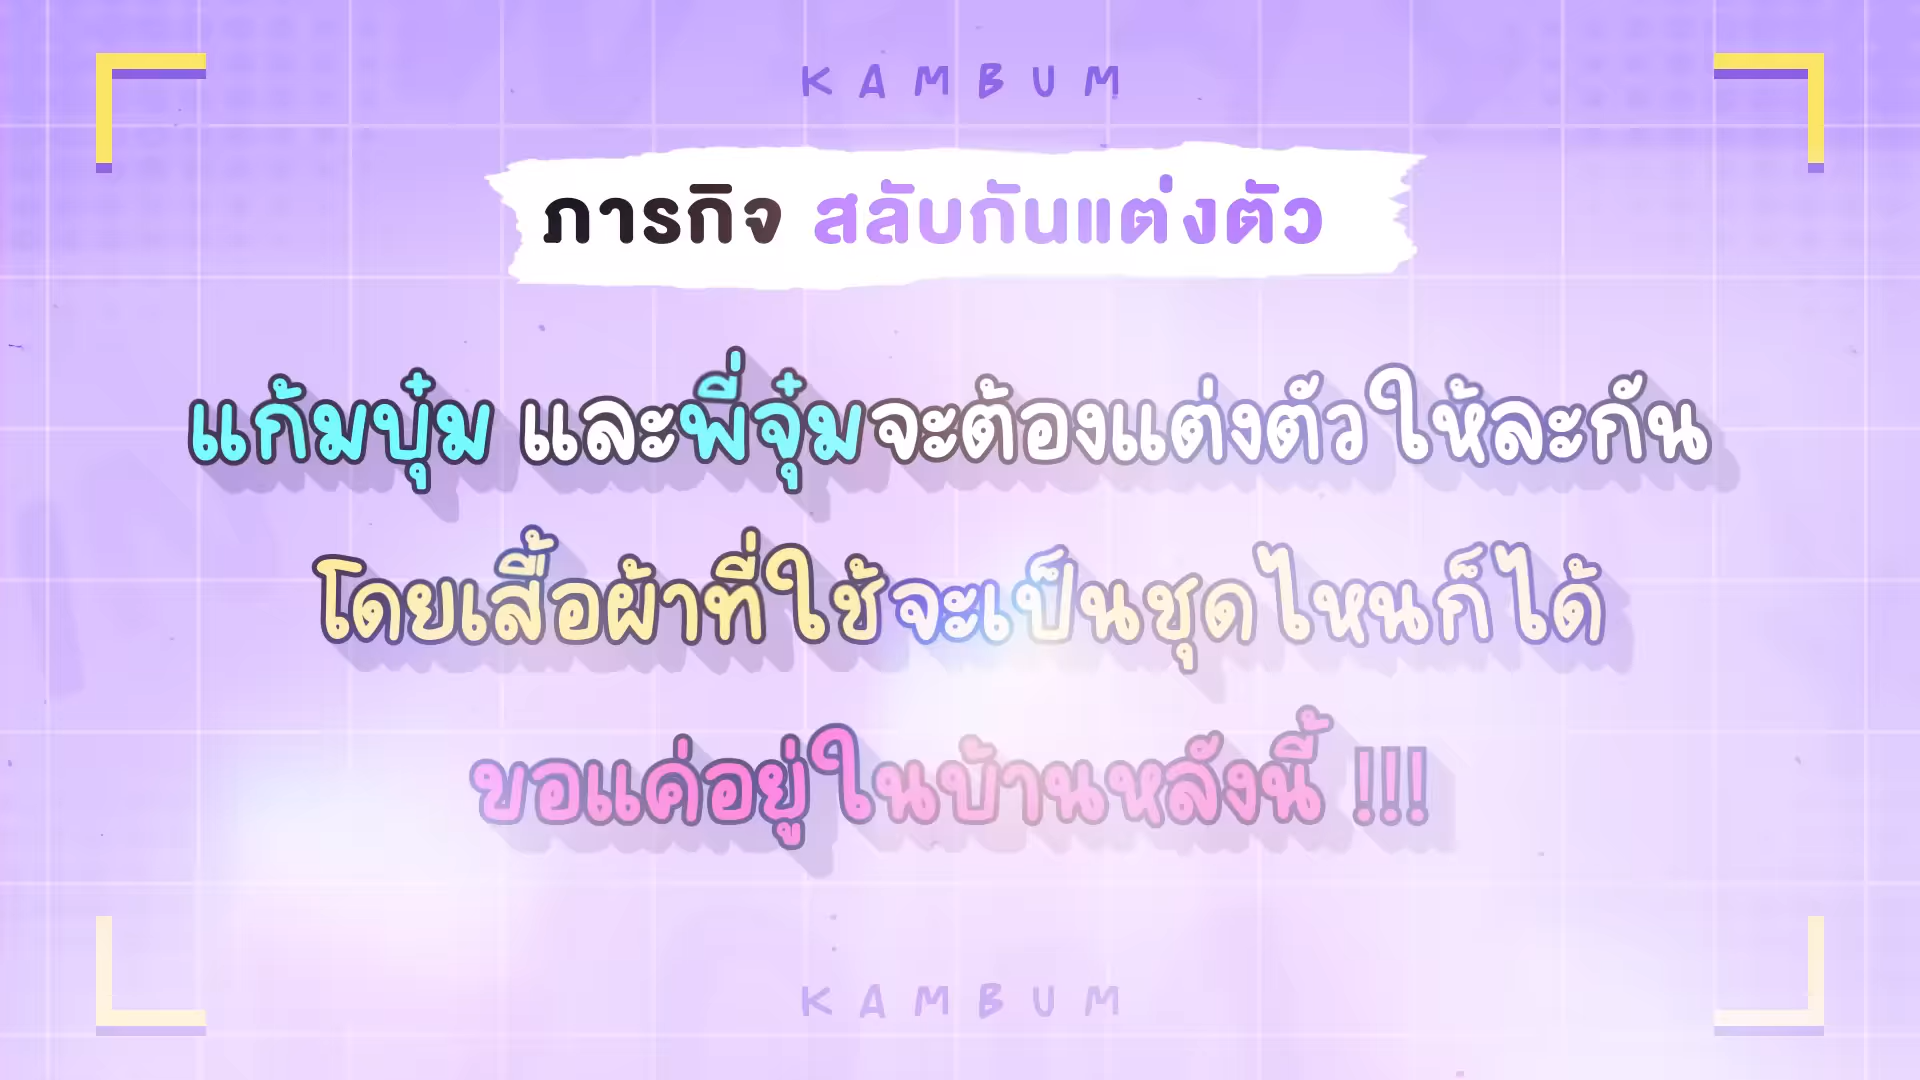 KAMBUM
ภารกิจ สลับกันแต่งตัว
แก้มบุ๋ม และพี่จุ๋มจะต้องแต่งตัวให้ละกัน
โดยเสื้อผ้าที่ใช้จะเป็นชุดไหนก็ได้
ขอแค่อยู่ในบ้านหลังนี้ !!!
KAMBUM